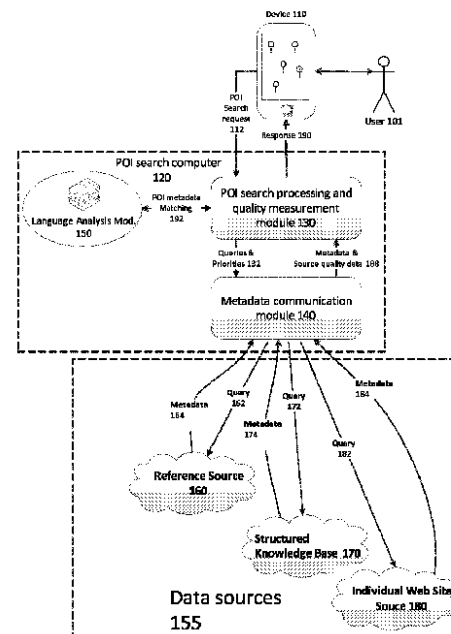 Device 110
POI
Search
request
112
Response 190
User 101
POI search computer
120
Language Analysis Mod.
150
POI metadata
Matching
192
POI search processing and
quality measurement
module 130
Queries &
Priorities 132
Metadata &
Source quality data 188
Metadata communication
module 140
Metadata
164
Query
162
Query
172
Metadata
174
Query
182
Metadata
184
Reference Source
160
Structured
Knowledge Base 170
Individual Web Site
Souce 180
Data sources
155